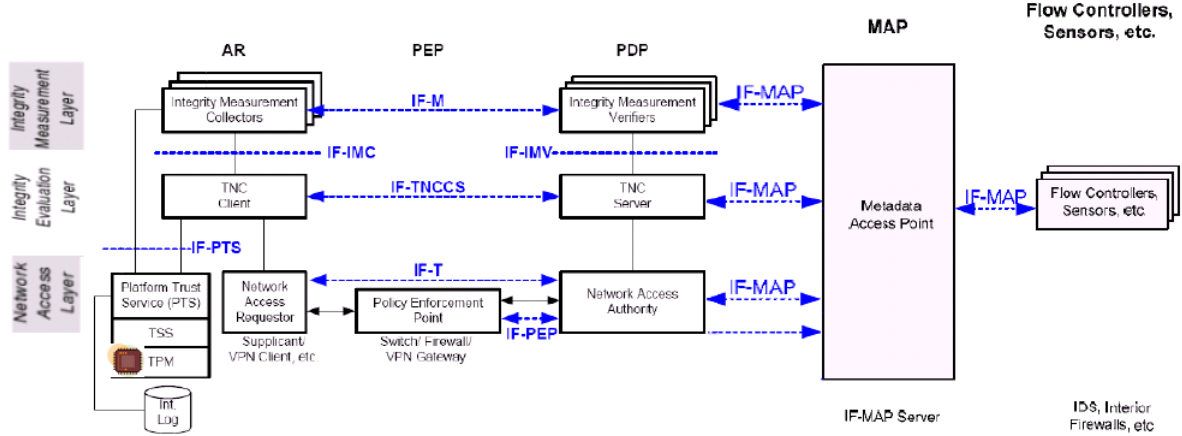 Flow Controllers,
Sensors, etc.
MAP
AR
PEP
PDP
Integrity
Measurement
Layer
Integrity Measurement
Collectors
IF-M
Integrity Measurement
Verifiers
IF-MAP
IF-IMC
IF-IMV
Integrity
Evaluation
Layer
TNC
Client
IF-TNCCS
TNC
Server
IF-MAP
Metadata
Access Point
IF-MAP
Flow Controllers,
Sensors, etc.
IF-PTS
Network
Access
Layer
Platform Trust
Service (PTS)
TSS
TPM
Int.
Log
Network
Access
Requestor
Supplicant/
VPN Client, etc.
IF-T
Policy Enforcement
Point
Switch/ Firewall/
VPN Gateway
IF-PEP
Network Access
Authority
IF-MAP
IF-MAP Server
IDS, Interior
Firewalls, etc